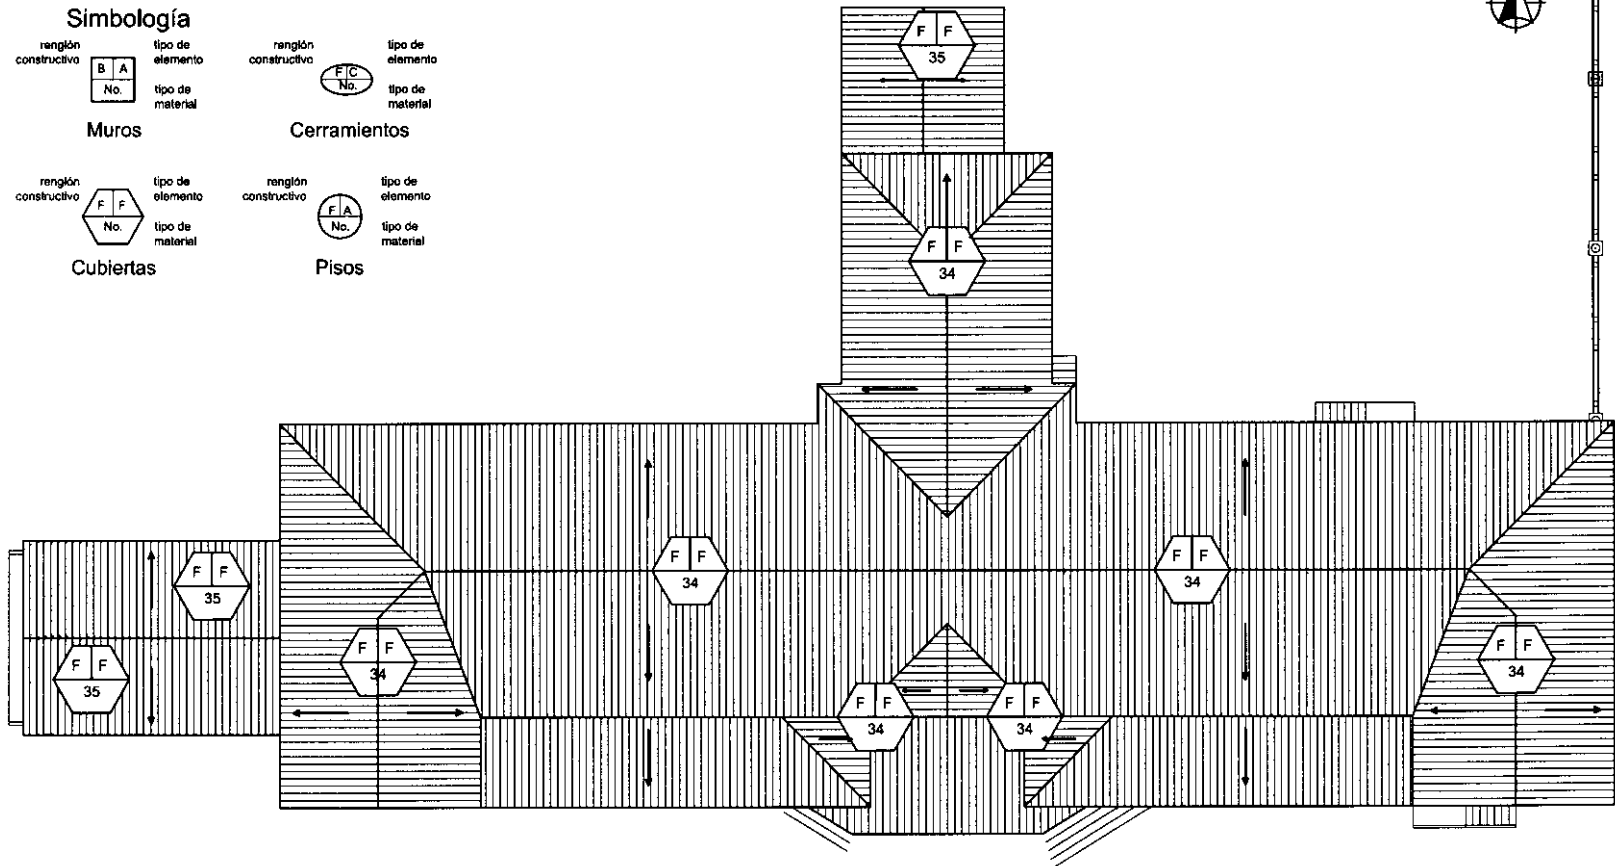 Simbología
renglón
constructivo
B A
No.
tipo de
elemento
tipo de
material
Muros
renglón
constructivo
F C
No.
tipo de
elemento
tipo de
material
Cerramientos
renglón
constructivo
F F
No.
tipo de
elemento
tipo de
material
Cubiertas
renglón
constructivo
F A
No.
tipo de
elemento
tipo de
material
Pisos
F F
35
F F
34
F F
34
F F
34
F F
35
F F
35
F F
34
F F
34
F F
34
F F
34